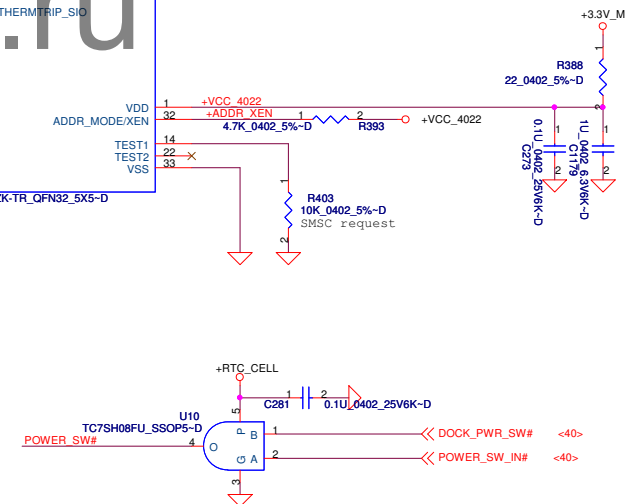 THERMTRIP_SIO
.ru
+3.3V_M
1
R388
22_0402_5%~D
2
VDD 1 +VCC_4022
ADDR_MODE/XEN 32 +ADDR_XEN
4.7K_0402_5%~D 1 2 R393 +VCC_4022
TEST1 14
TEST2 22
VSS 33
1 1
0.1U_0402_25V6K~D
C273
1U_0402_6.3V6K~D
C1179
2 2
ZK-TR_QFN32_5X5~D
1
R403
10K_0402_5%~D
SMSC request
2
+RTC_CELL
C281 1 2 0.1U_0402_25V6K~D
U10
TC7SH08FU_SSOP5~D
5
P
B 1 DOCK_PWR_SW# <40>
POWER_SW# 4 O
G A 2 POWER_SW_IN# <40>
3